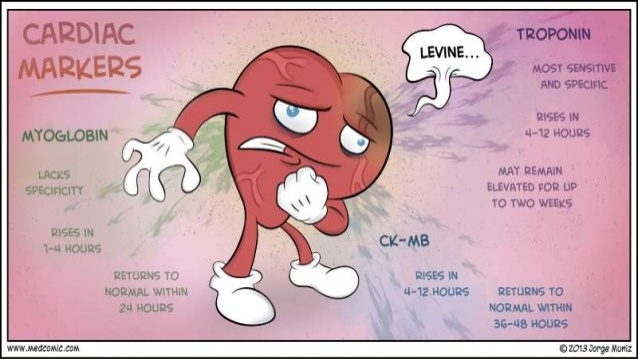 CARDIAC
MARKERS
LEVINE...
TROPONIN
MOST SENSITIVE
AND SPECIFIC
RISES IN
4-12 HOURS
MAY REMAIN
ELEVATED FOR UP
TO TWO WEEKS
MYOGLOBIN
LACKS
SPECIFICITY
RISES IN
1-4 HOURS
RETURNS TO
NORMAL WITHIN
24 HOURS
CK-MB
RISES IN
4-12 HOURS
RETURNS TO
NORMAL WITHIN
36-48 HOURS
www.medcomic.com
© 2013 Jorge Muniz